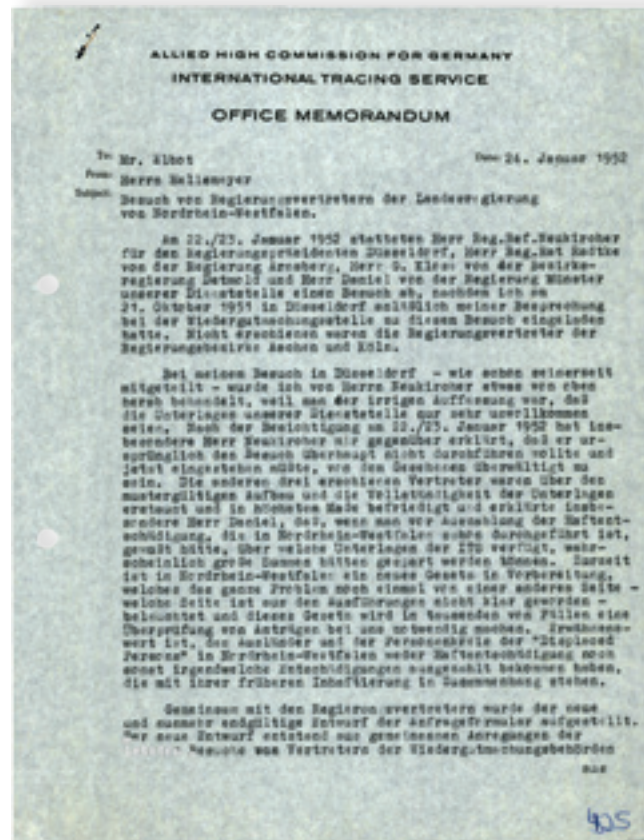 ALLIED HIGH COMMISSION FOR GERMANY
INTERNATIONAL TRACING SERVICE
OFFICE MEMORANDUM
To: Mr. Elbot Date: 24. Januar 1952
From: Herrn
Subject: Besuch von Regierungsvertretern der Landesregierung
von Nordrhein-Westfalen.
Am 22./23. Januar 1952 statteten Herr Reg.Ref.Neukircher
für den Regierungspräsidenten Düsseldorf, Herr Reg.Rat Radtke
von der Regierung Arnsberg, Herr von der Bezirks-
regierung Detmold und Herr Daniel von der Regierung Münster
unserer Dienststelle einen Besuch ab, nachdem ich am
21. Oktober 1951 in Düsseldorf anläßlich meiner Besprechung
bei der Wiedergutmachungsstelle zu diesem Besuch eingeladen
hatte. Nicht erschienen waren die Regierungsvertreter der
Regierungsbezirke Aachen und Köln.
Bei meinem Besuch in Düsseldorf - wie schon seinerzeit
mitgeteilt - wurde ich von Herrn Neukircher etwas von oben
herab behandelt, weil man der irrigen Auffassung war, daß
die Unterlagen unserer Dienststelle nur sehr unvollkommen
seien. Nach der Besichtigung am 22./23. Januar 1952 hat ins-
besondere Herr Neukircher mir gegenüber erklärt, daß er ur-
sprünglich den Besuch überhaupt nicht durchführen wollte und
jetzt eingestehen müßte, von dem Gesehenen überwältigt zu
sein. Die anderen drei erschienen Vertreter waren über den
mustergültigen Aufbau und die Vollständigkeit der Unterlagen
erstaunt und in höchstem Maße befriedigt und erklärte insbe-
sondere Herr Daniel, daß, wenn man vor Auszahlung der Haftent-
schädigung, die in Nordrhein-Westfalen schon durchgeführt ist,
gewußt hätte, über welche Unterlagen der ITS verfügt, wahr-
scheinlich große Summen hätten gespart werden können. Zurzeit
ist in Nordrhein-Westfalen ein neues Gesetz in Vorbereitung,
welches das ganze Problem noch einmal von einer anderen Seite -
welche Seite ist aus den Ausführungen nicht klar geworden -
beleuchtet und dieses Gesetz wird in tausenden von Fällen eine
Überprüfung von Anträgen bei uns notwendig machen. Erwähnens-
wert ist, das Ausländer und der Personenkreis der "Displaced
Persons" in Nordrhein-Westfalen weder Haftentschädigung noch
sonst irgendwelche Entschädigungen ausgezahlt bekommen haben,
die mit ihrer früheren Inhaftierung in Zusammenhang stehen.
Gemeinsam mit den Regierungsvertretern wurde der neue
und nunmehr endgültige Entwurf der Anfrageformular aufgestellt.
Der neue Entwurf entstand aus gemeinsamen Anregungen der
Besuche von Vertretern der Wiedergutmachungsbehörden
aus
425